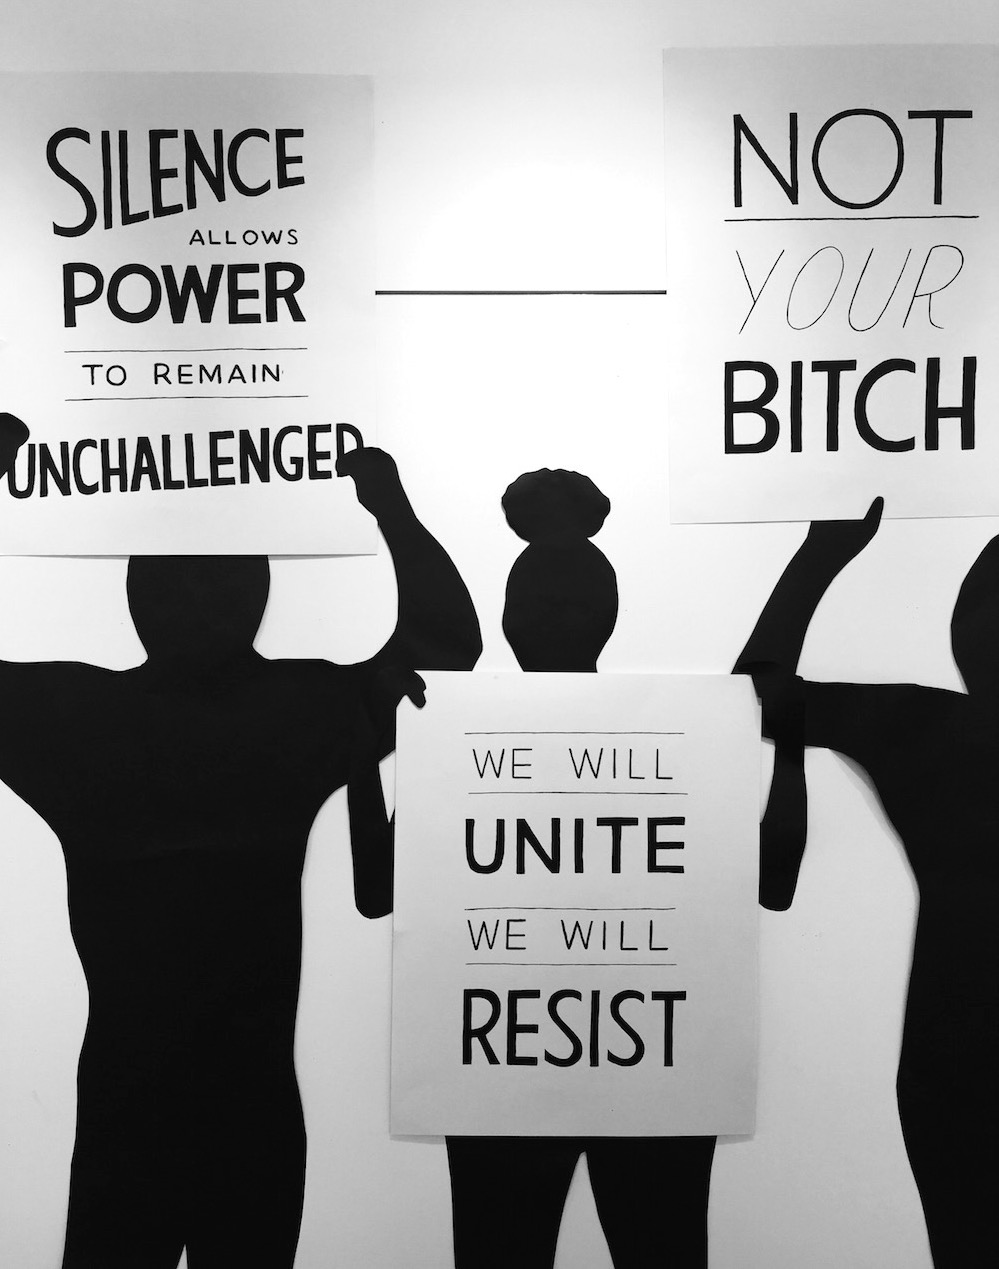 SILENCE
ALLOWS
POWER
TO REMAIN
UNCHALLENGED
NOT
YOUR
BITCH
WE WILL
UNITE
WE WILL
RESIST